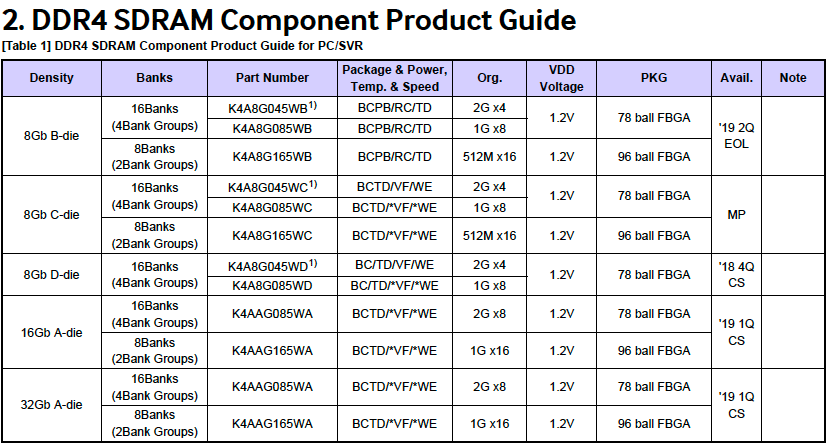 2. DDR4 SDRAM Component Product Guide
[Table 1] DDR4 SDRAM Component Product Guide for PC/SVR
Density Banks Part Number Package & Power, Temp. & Speed Org. VDD Voltage PKG Avail. Note
8Gb B-die 16Banks (4Bank Groups) K4A8G045WB1) BCPB/RC/TD 2G x4 1.2V 78 ball FBGA '19 2Q EOL
K4A8G085WB BCPB/RC/TD 1G x8
8Banks (2Bank Groups) K4A8G165WB BCPB/RC/TD 512M x16 1.2V 96 ball FBGA
8Gb C-die 16Banks (4Bank Groups) K4A8G045WC1) BCTD/VF/WE 2G x4 1.2V 78 ball FBGA MP
K4A8G085WC BCTD/*VF/*WE 1G x8
8Banks (2Bank Groups) K4A8G165WC BCTD/*VF/*WE 512M x16 1.2V 96 ball FBGA
8Gb D-die 16Banks (4Bank Groups) K4A8G045WD1) BC/TD/VF/WE 2G x4 1.2V 78 ball FBGA '18 4Q CS
K4A8G085WD BC/TD/*VF/*WE 1G x8
16Gb A-die 16Banks (4Bank Groups) K4AAG085WA BCTD/*VF/*WE 2G x8 1.2V 78 ball FBGA '19 1Q CS
8Banks (2Bank Groups) K4AAG165WA BCTD/*VF/*WE 1G x16 1.2V 96 ball FBGA
32Gb A-die 16Banks (4Bank Groups) K4AAG085WA BCTD/*VF/*WE 2G x8 1.2V 78 ball FBGA '19 1Q CS
8Banks (2Bank Groups) K4AAG165WA BCTD/*VF/*WE 1G x16 1.2V 96 ball FBGA